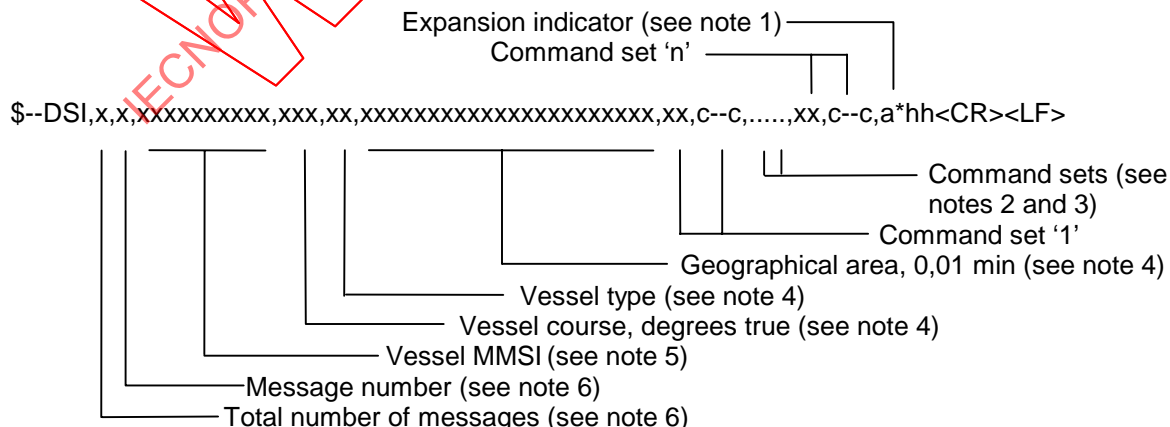 Expansion indicator (see note 1)
Command set ‘n’
$--DSI,x,x,xxxxxxxxxx,xxx,xx,xxxxxxxxxxxxxxxxxxxxxx,xx,c--c,.....,xx,c--c,a*hh<CR><LF>
Command sets (see
notes 2 and 3)
Command set ‘1’
Geographical area, 0,01 min (see note 4)
Vessel type (see note 4)
Vessel course, degrees true (see note 4)
Vessel MMSI (see note 5)
Message number (see note 6)
Total number of messages (see note 6)